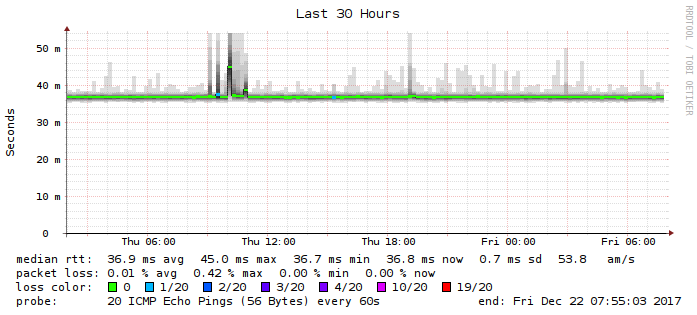 Last 30 Hours
RRDTOOL / TOBI OETIKER
Seconds
50 m
40 m
30 m
20 m
10 m
0
Thu 06:00 Thu 12:00 Thu 18:00 Fri 00:00 Fri 06:00
median rtt: 36.9 ms avg 45.0 ms max 36.7 ms min 36.8 ms now 0.7 ms sd 53.8 am/s
packet loss: 0.01 % avg 0.42 % max 0.00 % min 0.00 % now
loss color: 0 1/20 2/20 3/20 4/20 10/20 19/20
probe: 20 ICMP Echo Pings (56 Bytes) every 60s end: Fri Dec 22 07:55:03 2017